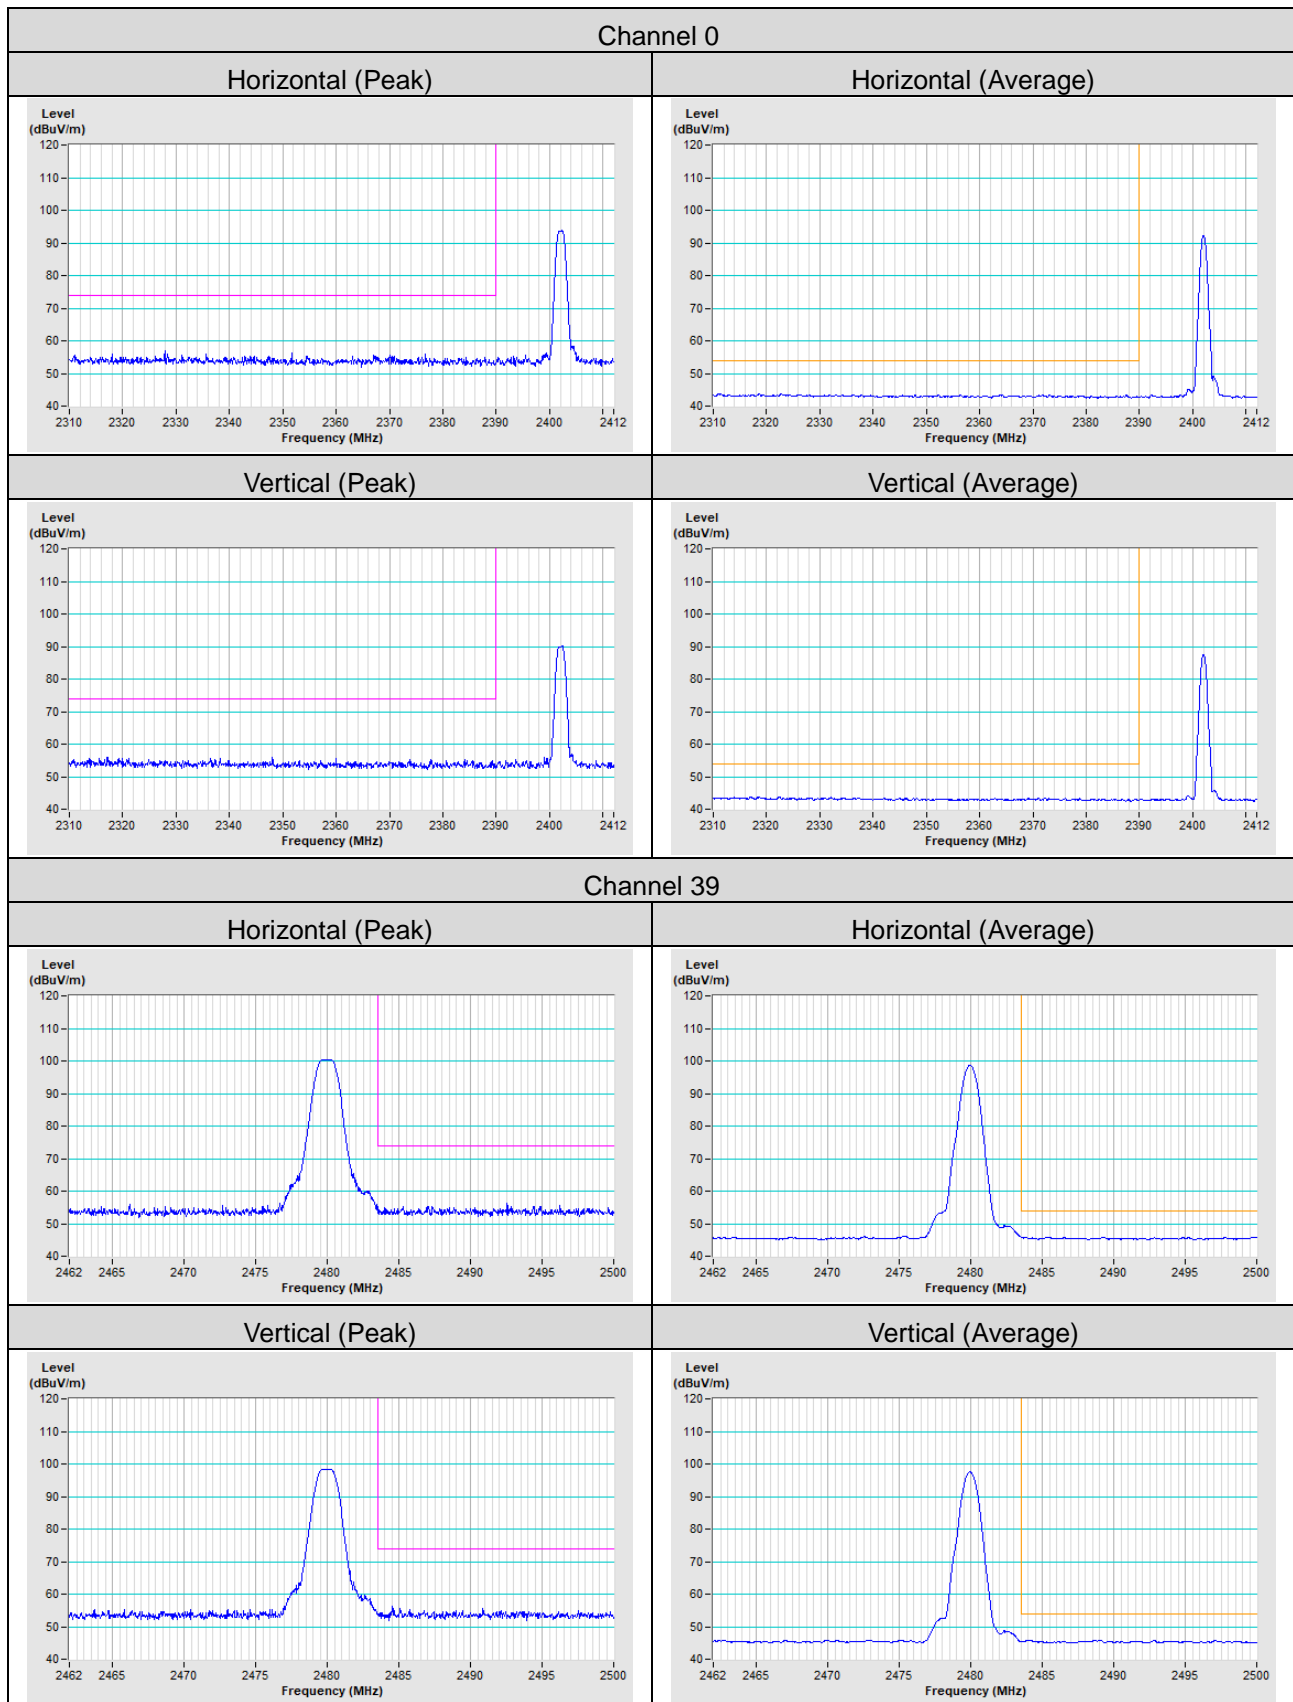 Channel 0
Horizontal (Peak)
Horizontal (Average)
Level
(dBuV/m)
120
110
100
90
80
70
60
50
40
2310 2320 2330 2340 2350 2360 2370 2380 2390 2400 2412
Frequency (MHz)
Level
(dBuV/m)
120
110
100
90
80
70
60
50
40
2310 2320 2330 2340 2350 2360 2370 2380 2390 2400 2412
Frequency (MHz)
Vertical (Peak)
Vertical (Average)
Level
(dBuV/m)
120
110
100
90
80
70
60
50
40
2310 2320 2330 2340 2350 2360 2370 2380 2390 2400 2412
Frequency (MHz)
Level
(dBuV/m)
120
110
100
90
80
70
60
50
40
2310 2320 2330 2340 2350 2360 2370 2380 2390 2400 2412
Frequency (MHz)
Channel 39
Horizontal (Peak)
Horizontal (Average)
Level
(dBuV/m)
120
110
100
90
80
70
60
50
40
2462 2465 2470 2475 2480 2485 2490 2495 2500
Frequency (MHz)
Level
(dBuV/m)
120
110
100
90
80
70
60
50
40
2462 2465 2470 2475 2480 2485 2490 2495 2500
Frequency (MHz)
Vertical (Peak)
Vertical (Average)
Level
(dBuV/m)
120
110
100
90
80
70
60
50
40
2462 2465 2470 2475 2480 2485 2490 2495 2500
Frequency (MHz)
Level
(dBuV/m)
120
110
100
90
80
70
60
50
40
2462 2465 2470 2475 2480 2485 2490 2495 2500
Frequency (MHz)